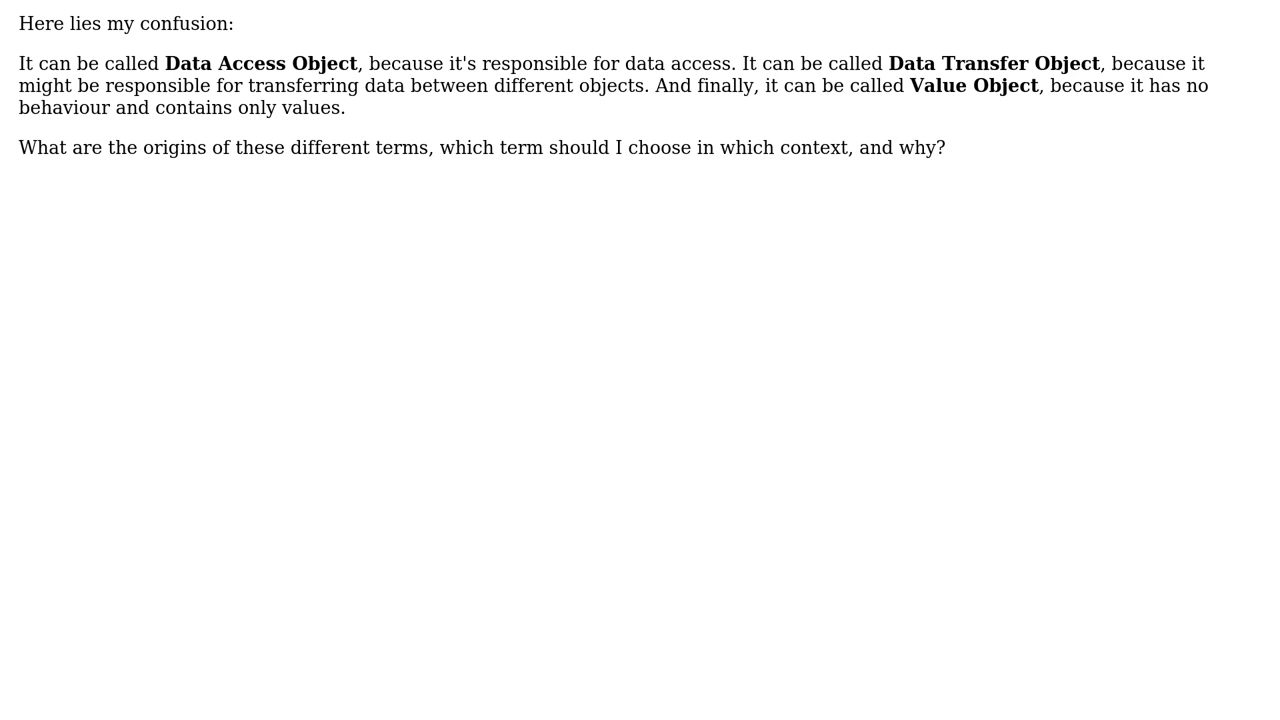 Here lies my confusion:
It can be called Data Access Object, because it's responsible for data access. It can be called Data Transfer Object, because it
might be responsible for transferring data between different objects. And finally, it can be called Value Object, because it has no
behaviour and contains only values.
What are the origins of these different terms, which term should I choose in which context, and why?